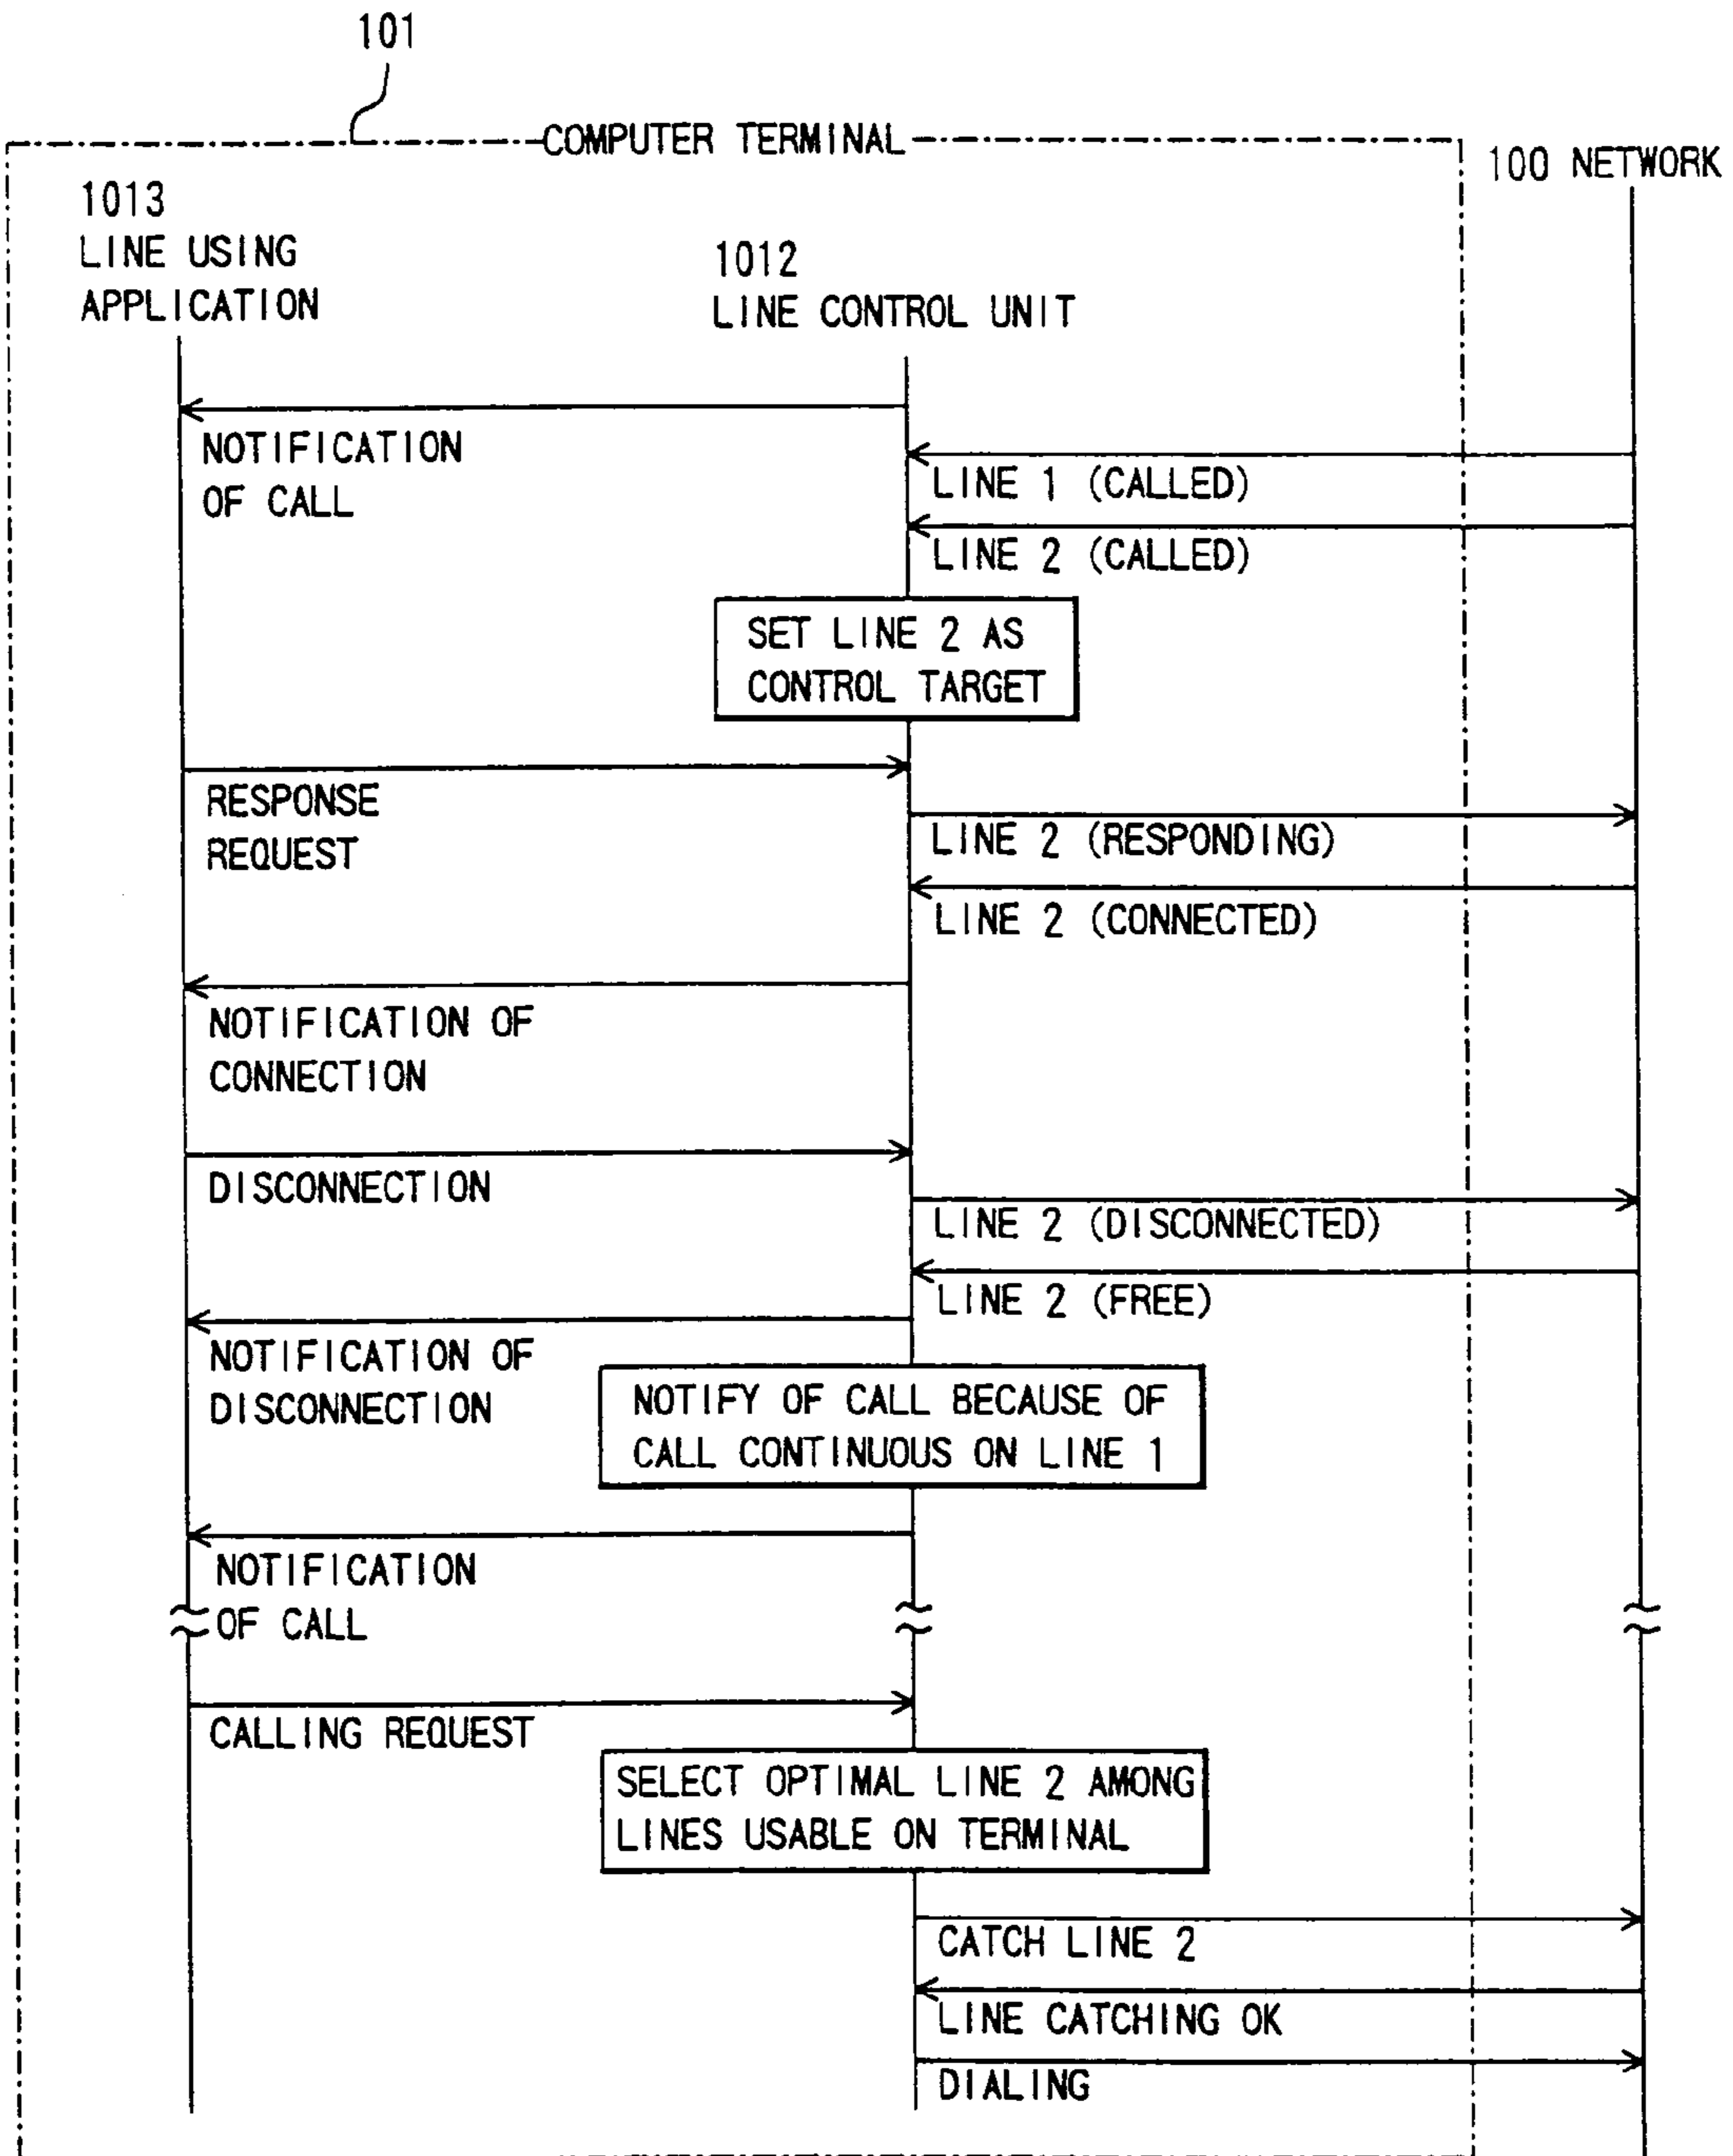 101
COMPUTER TERMINAL
100 NETWORK
1013
LINE USING
APPLICATION
1012
LINE CONTROL UNIT
NOTIFICATION
OF CALL
LINE 1 (CALLED)
LINE 2 (CALLED)
SET LINE 2 AS
CONTROL TARGET
RESPONSE
REQUEST
LINE 2 (RESPONDING)
LINE 2 (CONNECTED)
NOTIFICATION OF
CONNECTION
DISCONNECTION
LINE 2 (DISCONNECTED)
LINE 2 (FREE)
NOTIFICATION OF
DISCONNECTION
NOTIFY OF CALL BECAUSE OF
CALL CONTINUOUS ON LINE 1
NOTIFICATION
OF CALL
CALLING REQUEST
SELECT OPTIMAL LINE 2 AMONG
LINES USABLE ON TERMINAL
CATCH LINE 2
LINE CATCHING OK
DIALING